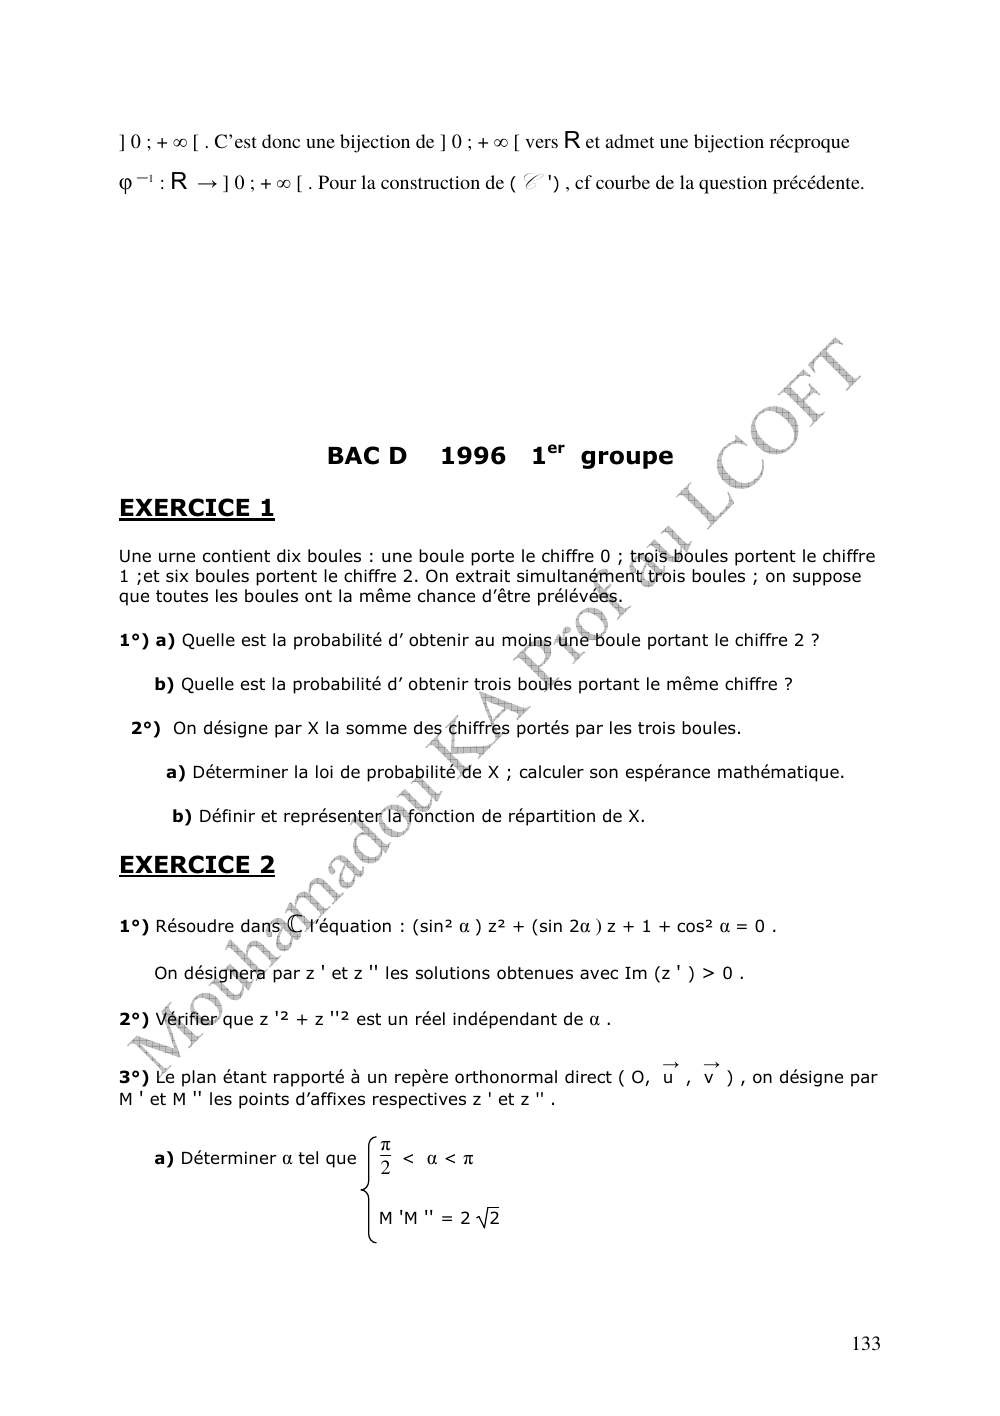 ] 0 ; + ∞ [ . C’est donc une bijection de ] 0 ; + ∞ [ vers R et admet une bijection récproque
φ ⁻¹ : R → ] 0 ; + ∞ [ . Pour la construction de ( 𝒞 ') , cf courbe de la question précédente.
BAC D 1996 1er groupe
EXERCICE 1
Une urne contient dix boules : une boule porte le chiffre 0 ; trois boules portent le chiffre
1 ;et six boules portent le chiffre 2. On extrait simultanément trois boules ; on suppose
que toutes les boules ont la même chance d’être prélévées.
1°) a) Quelle est la probabilité d’ obtenir au moins une boule portant le chiffre 2 ?
b) Quelle est la probabilité d’ obtenir trois boules portant le même chiffre ?
2°) On désigne par X la somme des chiffres portés par les trois boules.
a) Déterminer la loi de probabilité de X ; calculer son espérance mathématique.
b) Définir et représenter la fonction de répartition de X.
EXERCICE 2
1°) Résoudre dans ℂ l’équation : (sin² α ) z² + (sin 2α ) z + 1 + cos² α = 0 .
On désignera par z ' et z '' les solutions obtenues avec Im (z ' ) > 0 .
2°) Vérifier que z '² + z ''² est un réel indépendant de α .
3°) Le plan étant rapporté à un repère orthonormal direct ( O, u⃗ , v⃗ ) , on désigne par
M ' et M '' les points d’affixes respectives z ' et z '' .
a) Déterminer α tel que { π/2 < α < π
M 'M '' = 2 √2
133
Mouhamadou KA Prof au LCOFT